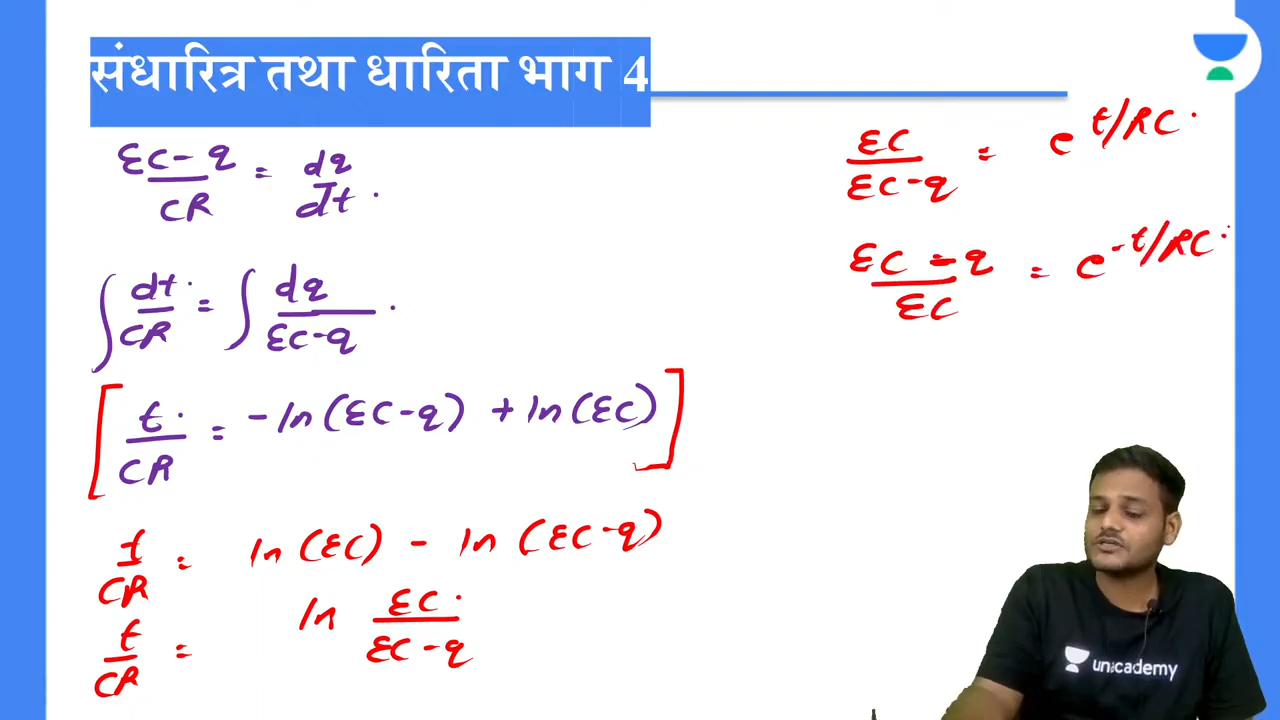 संधारित्र तथा धारिता भाग 4
εC-q/CR = dq/dt
∫ dt/CR = ∫ dq/εC-q
[ t/CR = -ln(εC-q) + ln(εC) ]
t/CR = ln(εC) - ln(εC-q)
t/CR = ln εC/εC-q
εC/εC-q = e^t/RC
εC-q/εC = e^-t/RC
unacademy